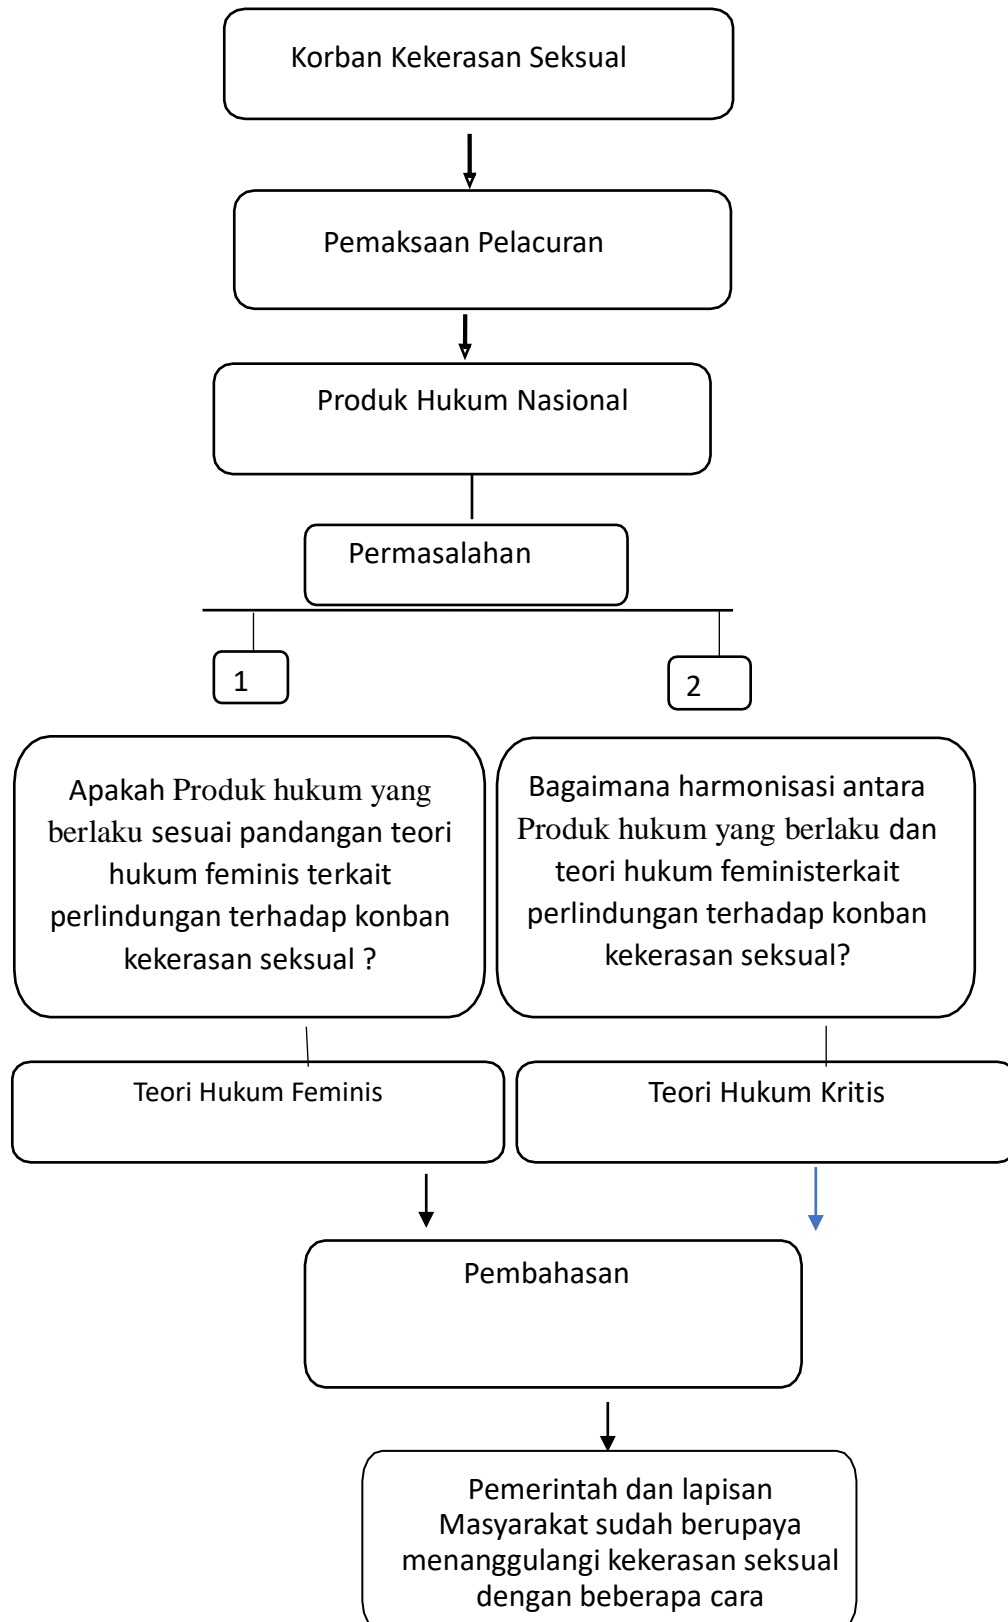 Korban Kekerasan Seksual
Pemaksaan Pelacuran
Produk Hukum Nasional
Permasalahan
1
2
Apakah Produk hukum yang
berlaku sesuai pandangan teori
hukum feminis terkait
perlindungan terhadap konban
kekerasan seksual ?
Bagaimana harmonisasi antara
Produk hukum yang berlaku dan
teori hukum feministerkait
perlindungan terhadap konban
kekerasan seksual?
Teori Hukum Feminis
Teori Hukum Kritis
Pembahasan
Pemerintah dan lapisan
Masyarakat sudah berupaya
menanggulangi kekerasan seksual
dengan beberapa cara